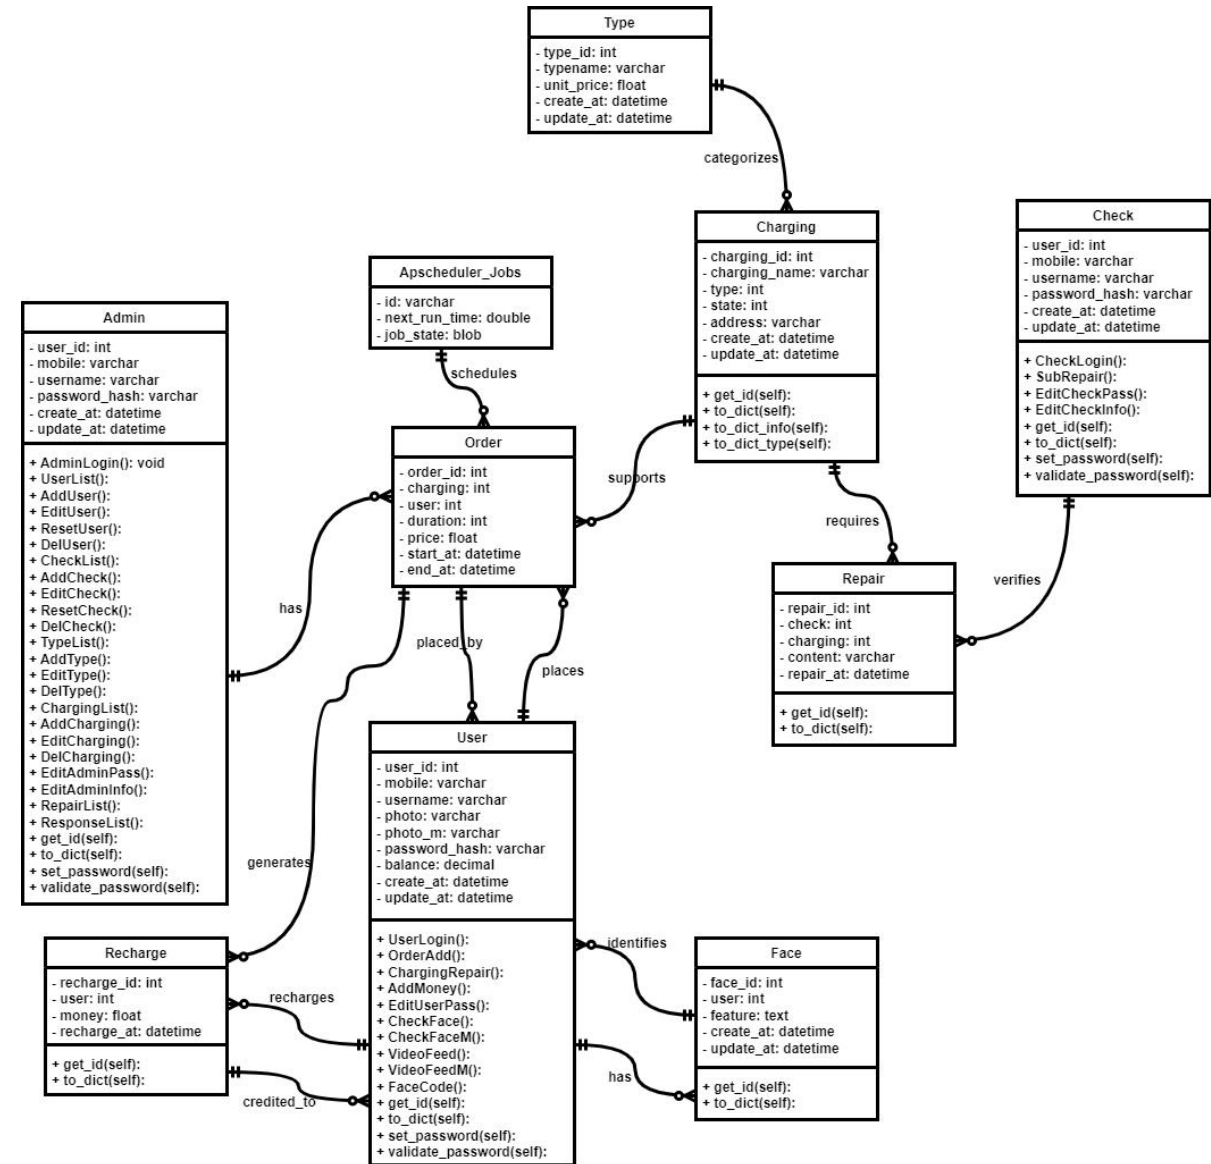 Type
- type_id: int
- typename: varchar
- unit_price: float
- create_at: datetime
- update_at: datetime
categorizes
Charging
- charging_id: int
- charging_name: varchar
- type: int
- state: int
- address: varchar
- create_at: datetime
- update_at: datetime
+ get_id(self):
+ to_dict(self):
+ to_dict_info(self):
+ to_dict_type(self):
Check
- user_id: int
- mobile: varchar
- username: varchar
- password_hash: varchar
- create_at: datetime
- update_at: datetime
+ CheckLogin():
+ SubRepair():
+ EditCheckPass():
+ EditCheckInfo():
+ get_id(self):
+ to_dict(self):
+ set_password(self):
+ validate_password(self):
Apscheduler_Jobs
- id: varchar
- next_run_time: double
- job_state: blob
schedules
Admin
- user_id: int
- mobile: varchar
- username: varchar
- password_hash: varchar
- create_at: datetime
- update_at: datetime
+ AdminLogin(): void
+ UserList():
+ AddUser():
+ EditUser():
+ ResetUser():
+ DelUser():
+ CheckList():
+ AddCheck():
+ EditCheck():
+ ResetCheck():
+ DelCheck():
+ TypeList():
+ AddType():
+ EditType():
+ DelType():
+ ChargingList():
+ AddCharging():
+ EditCharging():
+ DelCharging():
+ EditAdminPass():
+ EditAdminInfo():
+ RepairList():
+ ResponseList():
+ get_id(self):
+ to_dict(self):
+ set_password(self):
+ validate_password(self):
Order
- order_id: int
- charging: int
- user: int
- duration: int
- price: float
- start_at: datetime
- end_at: datetime
supports
requires
verifies
has
placed_by
places
Repair
- repair_id: int
- check: int
- charging: int
- content: varchar
- repair_at: datetime
+ get_id(self):
+ to_dict(self):
User
- user_id: int
- mobile: varchar
- username: varchar
- photo: varchar
- photo_m: varchar
- password_hash: varchar
- balance: decimal
- create_at: datetime
- update_at: datetime
+ UserLogin():
+ OrderAdd():
+ ChargingRepair():
+ AddMoney():
+ EditUserPass():
+ CheckFace():
+ CheckFaceM():
+ VideoFeed():
+ VideoFeedM():
+ FaceCode():
+ get_id(self):
+ to_dict(self):
+ set_password(self):
+ validate_password(self):
generates
Recharge
- recharge_id: int
- user: int
- money: float
- recharge_at: datetime
+ get_id(self):
+ to_dict(self):
recharges
credited_to
identifies
has
Face
- face_id: int
- user: int
- feature: text
- create_at: datetime
- update_at: datetime
+ get_id(self):
+ to_dict(self):